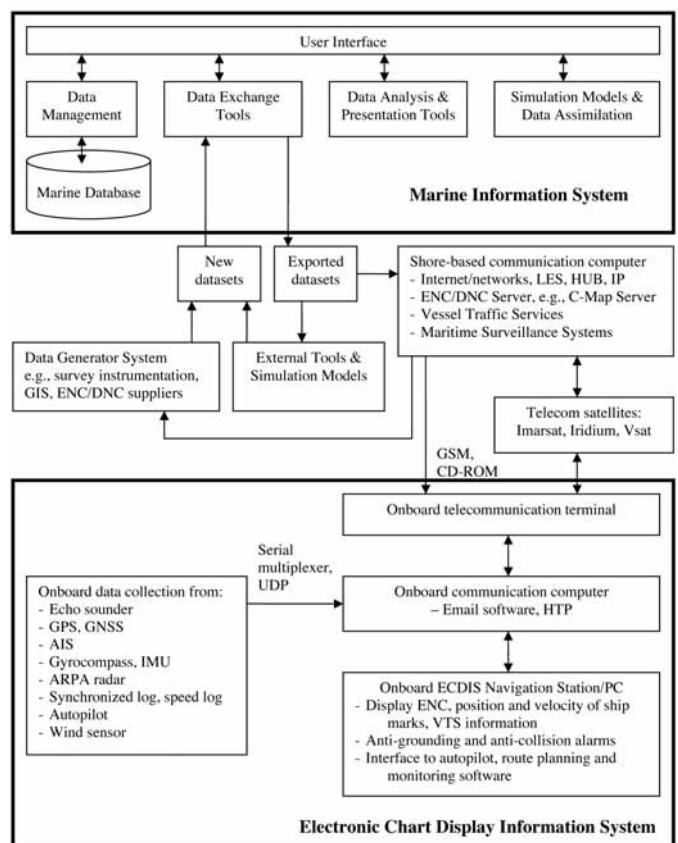 User Interface
Data
Management
Data Exchange
Tools
Data Analysis &
Presentation Tools
Simulation Models &
Data Assimilation
Marine Database
Marine Information System
New
datasets
Exported
datasets
Shore-based communication computer
- Internet/networks, LES, HUB, IP
- ENC/DNC Server, e.g., C-Map Server
- Vessel Traffic Services
- Maritime Surveillance Systems
Data Generator System
e.g., survey instrumentation,
GIS, ENC/DNC suppliers
External Tools &
Simulation Models
Telecom satellites:
Imarsat, Iridium, Vsat
GSM,
CD-ROM
Onboard telecommunication terminal
Serial
multiplexer,
UDP
Onboard data collection from:
- Echo sounder
- GPS, GNSS
- AIS
- Gyrocompass, IMU
- ARPA radar
- Synchronized log, speed log
- Autopilot
- Wind sensor
Onboard communication computer
– Email software, HTP
Onboard ECDIS Navigation Station/PC
- Display ENC, position and velocity of ship
marks, VTS information
- Anti-grounding and anti-collision alarms
- Interface to autopilot, route planning and
monitoring software
Electronic Chart Display Information System